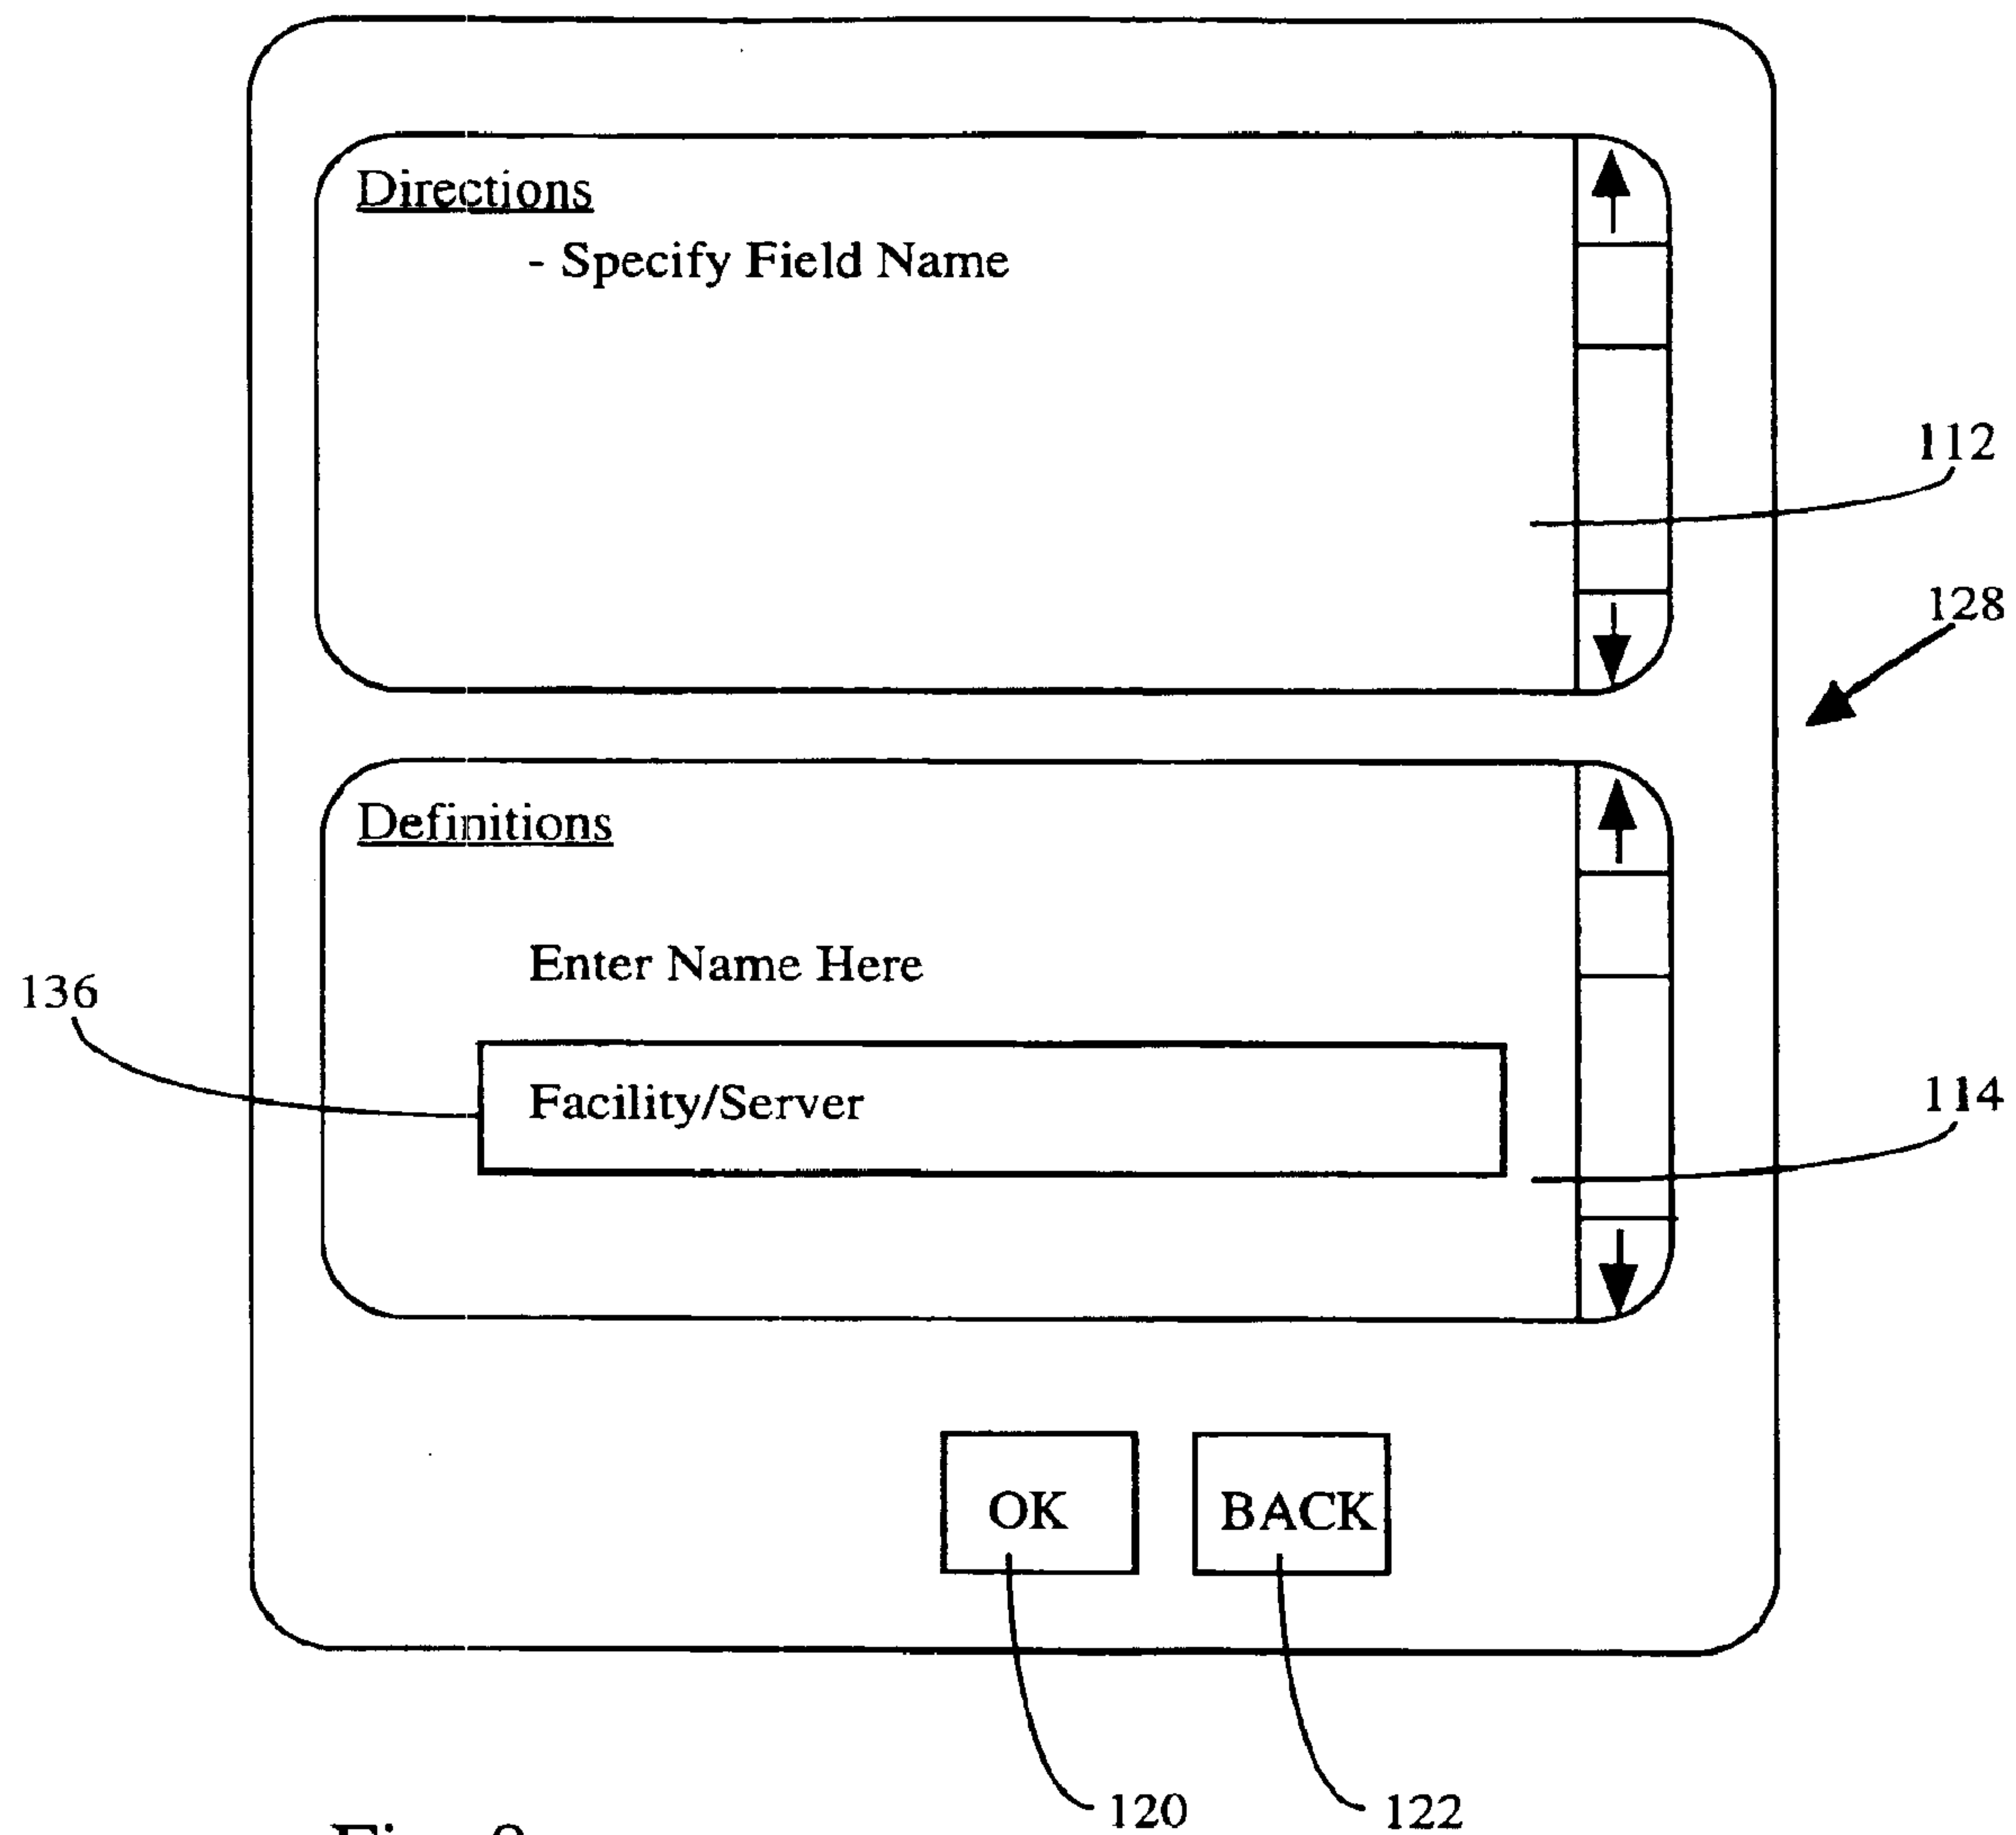 Directions
- Specify Field Name
112
128
Definitions
Enter Name Here
136
Facility/Server
114
OK
BACK
120
122